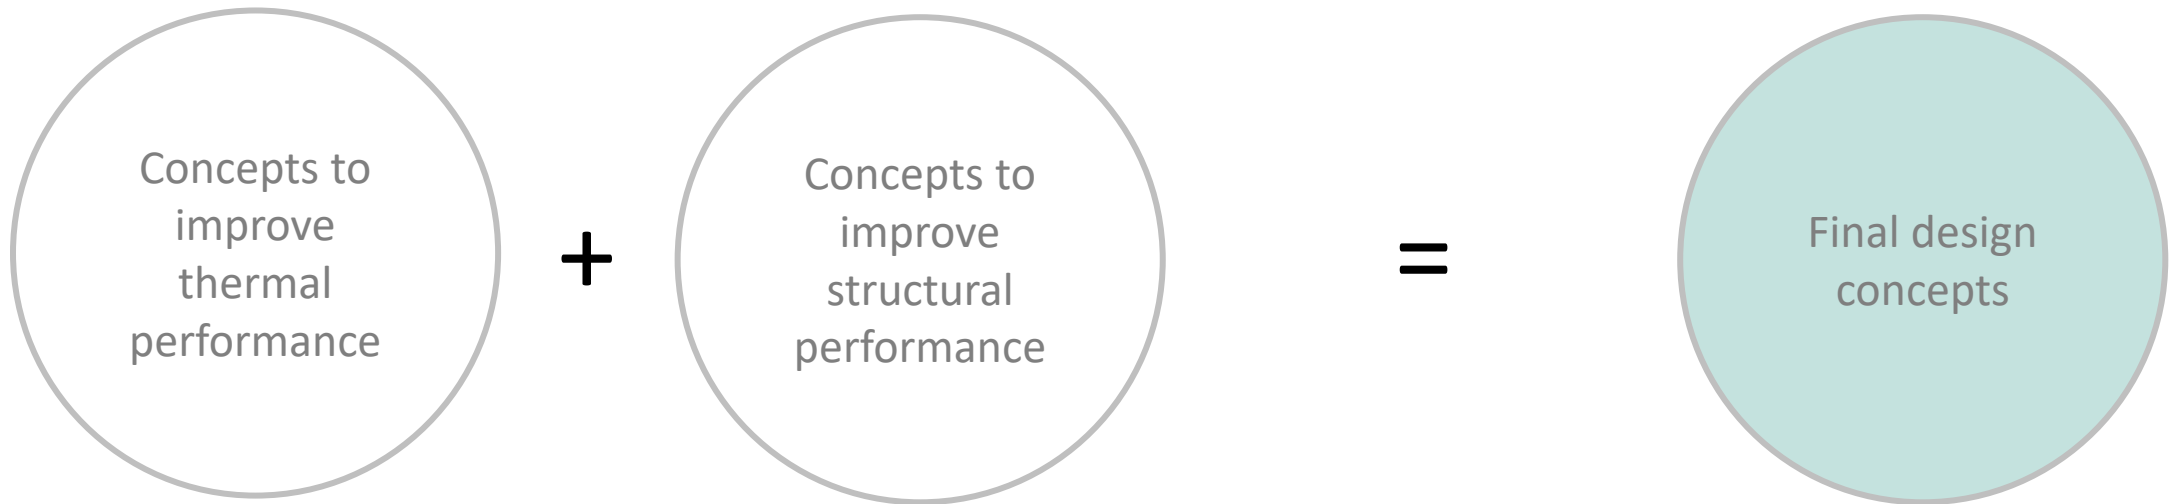 Concepts to
improve
thermal
performance
+
Concepts to
improve
structural
performance
=
Final design
concepts